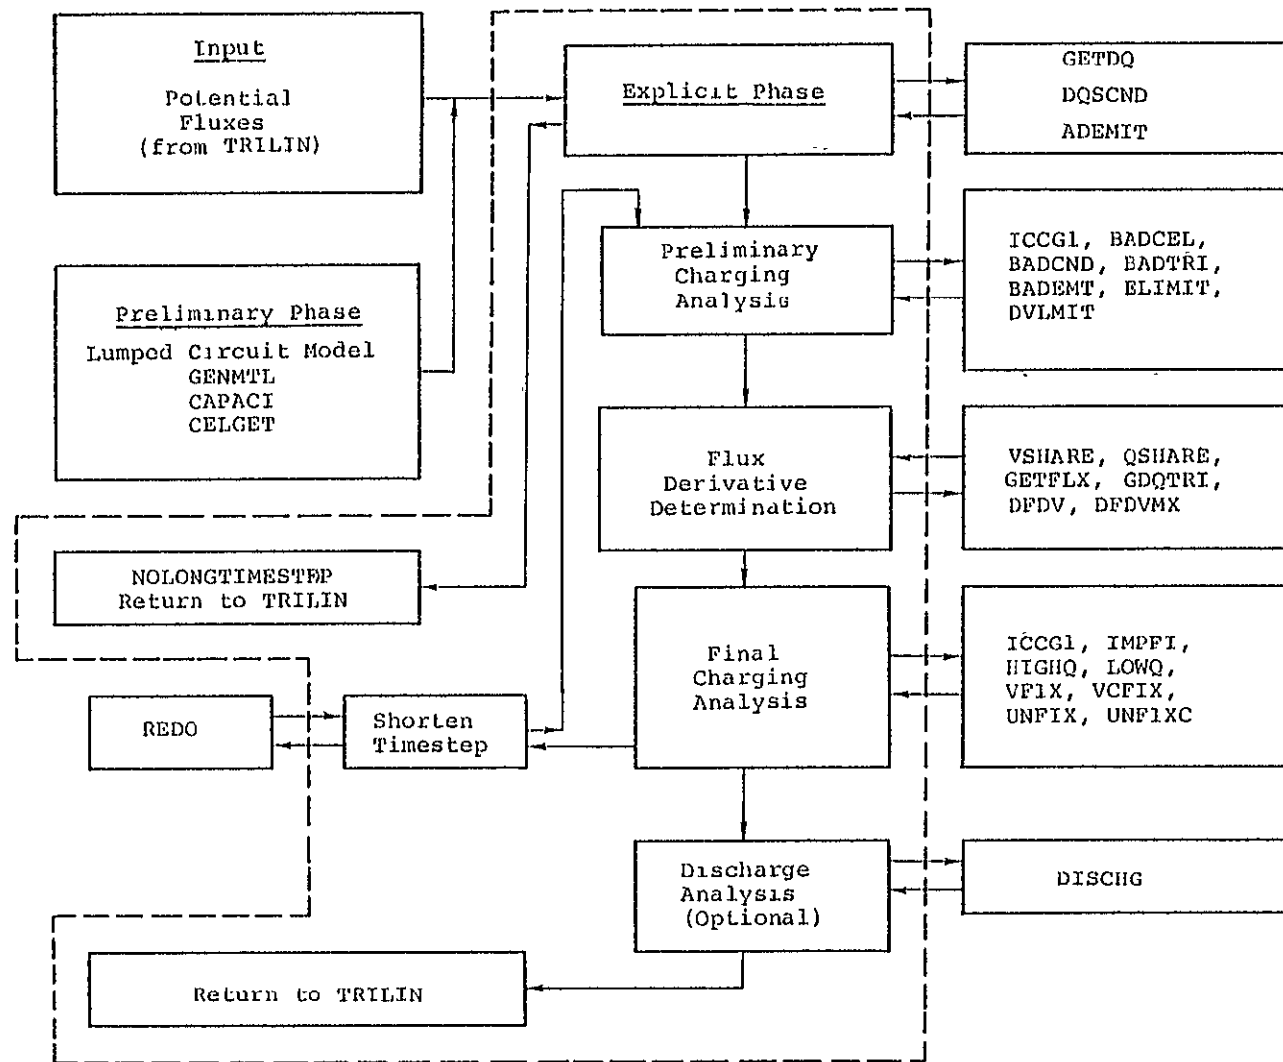 Input
Potential
Fluxes
(from TRILIN)
Preliminary Phase
Lumped Circuit Model
GENMTL
CAPACI
CELGET
NOLONGTIMESTEP
Return to TRILIN
REDO
Shorten
Timestep
Return to TRILIN
Explicit Phase
Preliminary
Charging
Analysis
Flux
Derivative
Determination
Final
Charging
Analysis
Discharge
Analysis
(Optional)
GETDQ
DQSCND
ADEMIT
ICCG1, BADCEL,
BADCND, BADTRI,
BADEMT, ELIMIT,
DVLMIT
VSHARE, QSHARE,
GETFLX, GDQTRI,
DFDV, DFDVMX
ICCG1, IMPFI,
HIGHQ, LOWQ,
VFIX, VCFIX,
UNFIX, UNFIXC
DISCHG